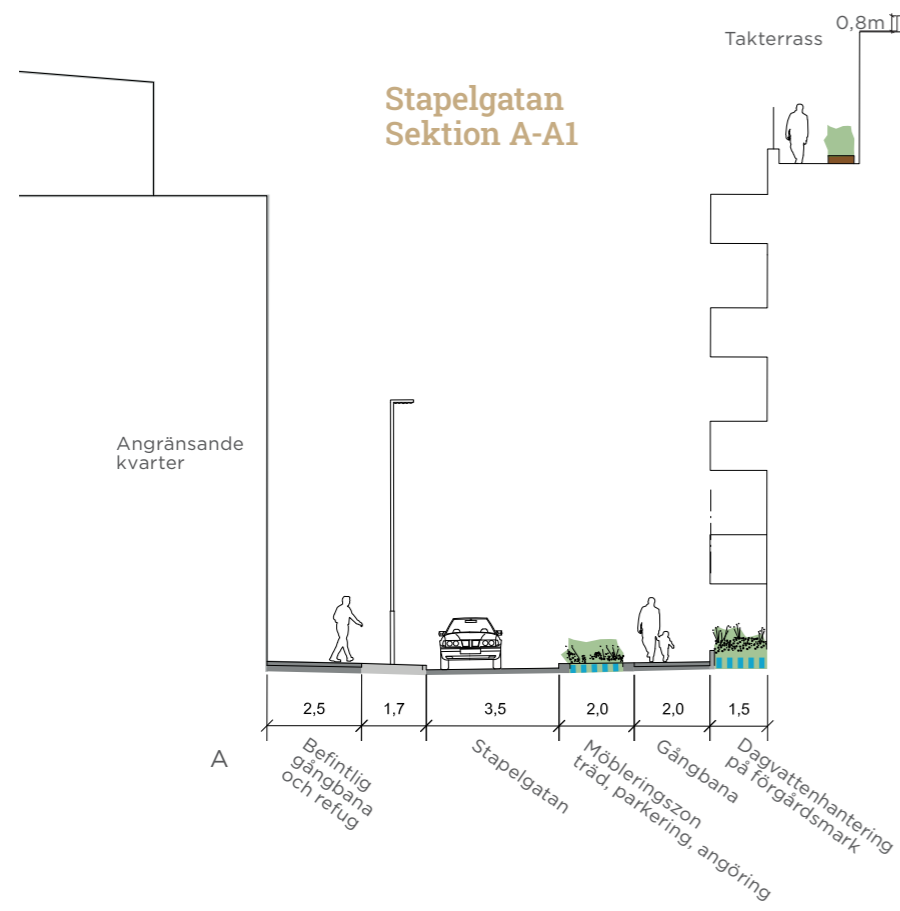 0,8m
Takterrass
Stapelgatan
Sektion A-A1
Angränsande
kvarter
2,5
1,7
3,5
2,0
2,0
1,5
A
Befintlig
gångbana
och refug
Stapelgatan
Möbleringszon
träd, parkering, angöring
Gångbana
Dagvattenhantering
på förgårdsmark